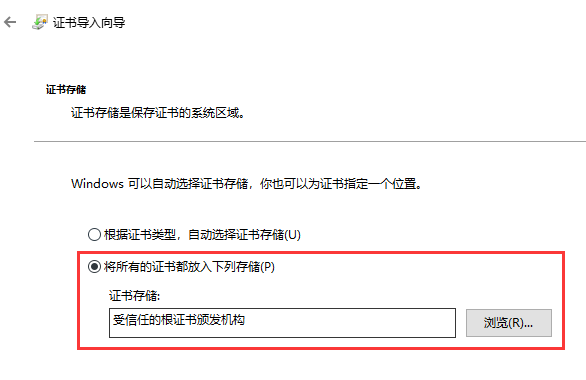 证书导入向导
证书存储
证书存储是保存证书的系统区域。
Windows 可以自动选择证书存储，你也可以为证书指定一个位置。
根据证书类型，自动选择证书存储(U)
将所有的证书都放入下列存储(P)
证书存储:
受信任的根证书颁发机构
浏览(R)...